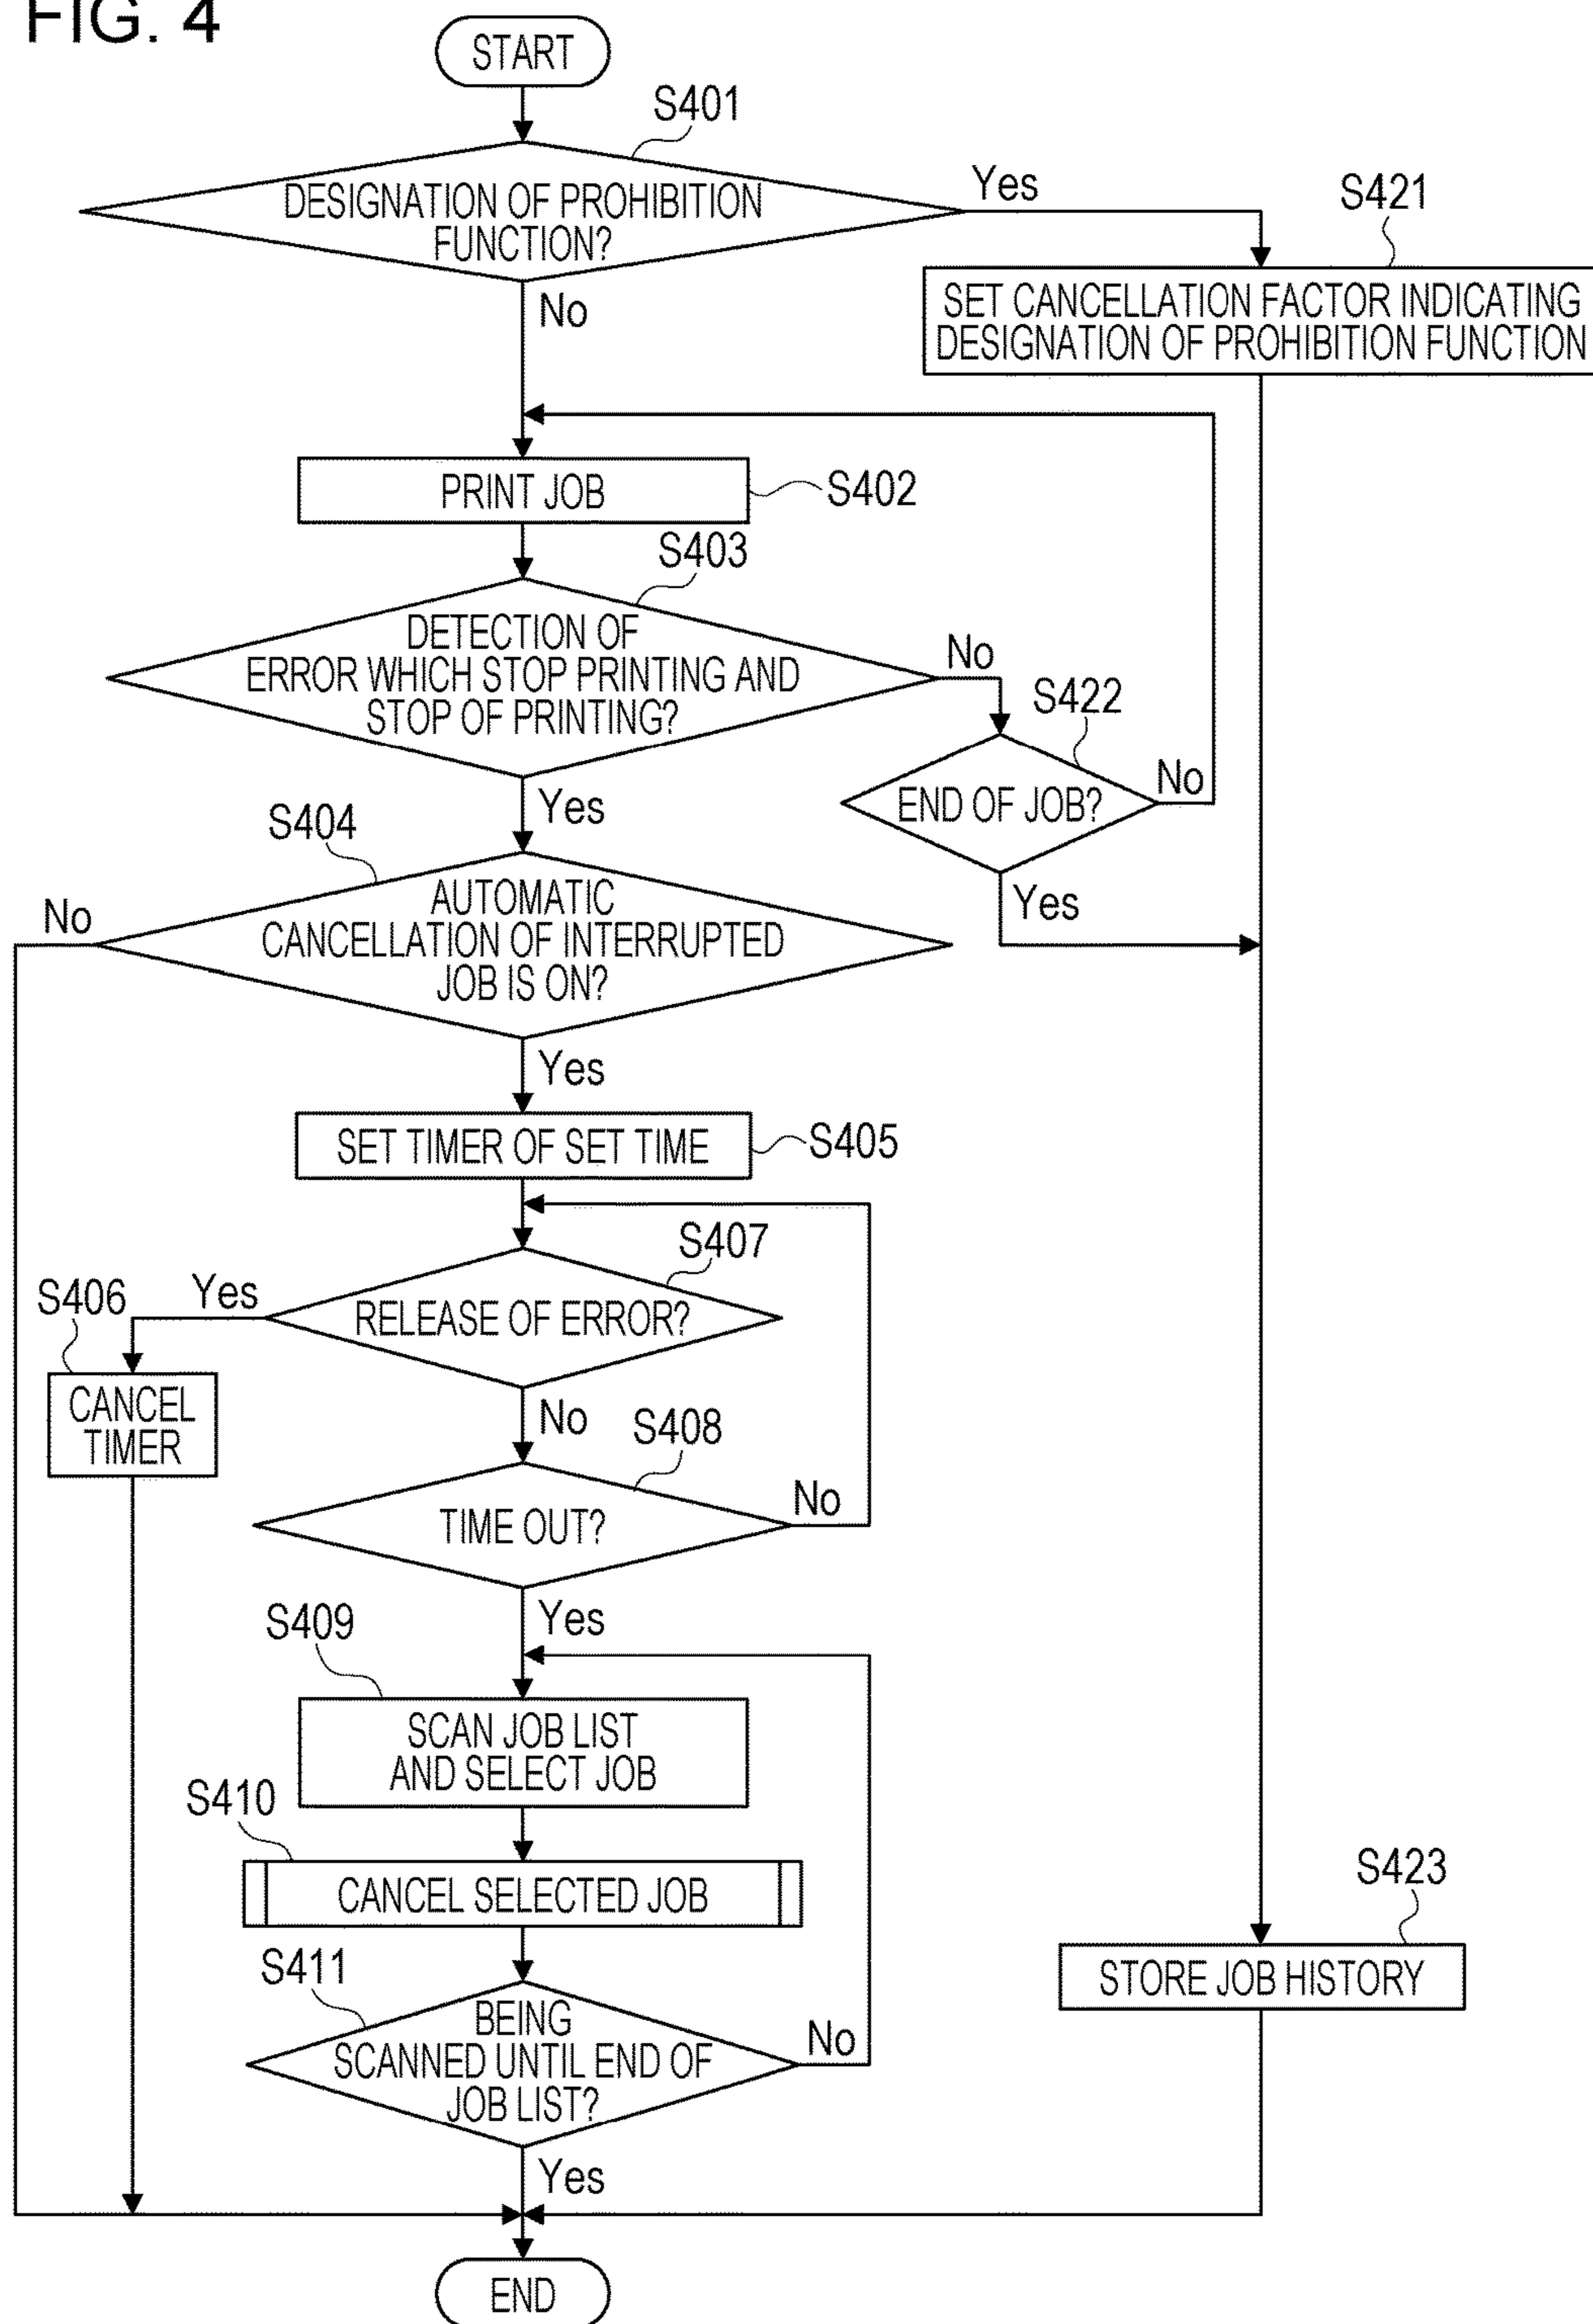 FIG. 4
START
S401
DESIGNATION OF PROHIBITION
FUNCTION?
Yes
S421
SET CANCELLATION FACTOR INDICATING
DESIGNATION OF PROHIBITION FUNCTION
No
PRINT JOB
S402
S403
DETECTION OF
ERROR WHICH STOP PRINTING AND
STOP OF PRINTING?
No
S422
END OF JOB?
No
Yes
Yes
S404
AUTOMATIC
CANCELLATION OF INTERRUPTED
JOB IS ON?
No
Yes
SET TIMER OF SET TIME
S405
S407
RELEASE OF ERROR?
Yes
S406
CANCEL
TIMER
No
S408
TIME OUT?
No
Yes
S409
SCAN JOB LIST
AND SELECT JOB
S410
CANCEL SELECTED JOB
S411
BEING
SCANNED UNTIL END OF
JOB LIST?
No
S423
STORE JOB HISTORY
Yes
END